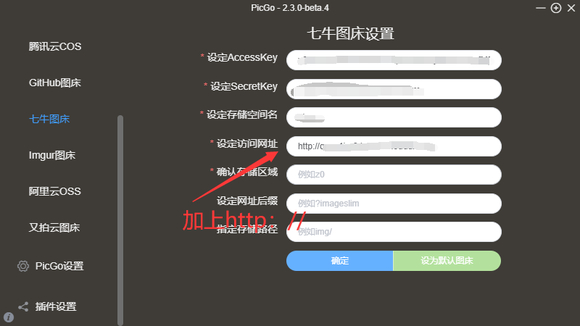 PicGo - 2.3.0-beta.4
七牛图床设置
腾讯云COS
GitHub图床
七牛图床
Imgur图床
阿里云OSS
又拍云图床
PicGo设置
插件设置
* 设定AccessKey
* 设定SecretKey
* 设定存储空间名
* 设定访问网址 http://
* 确认存储区域 例如z0
设定网址后缀 例如?imageslim
指定存储路径 例如img/
加上http：//
确定 设为默认图床